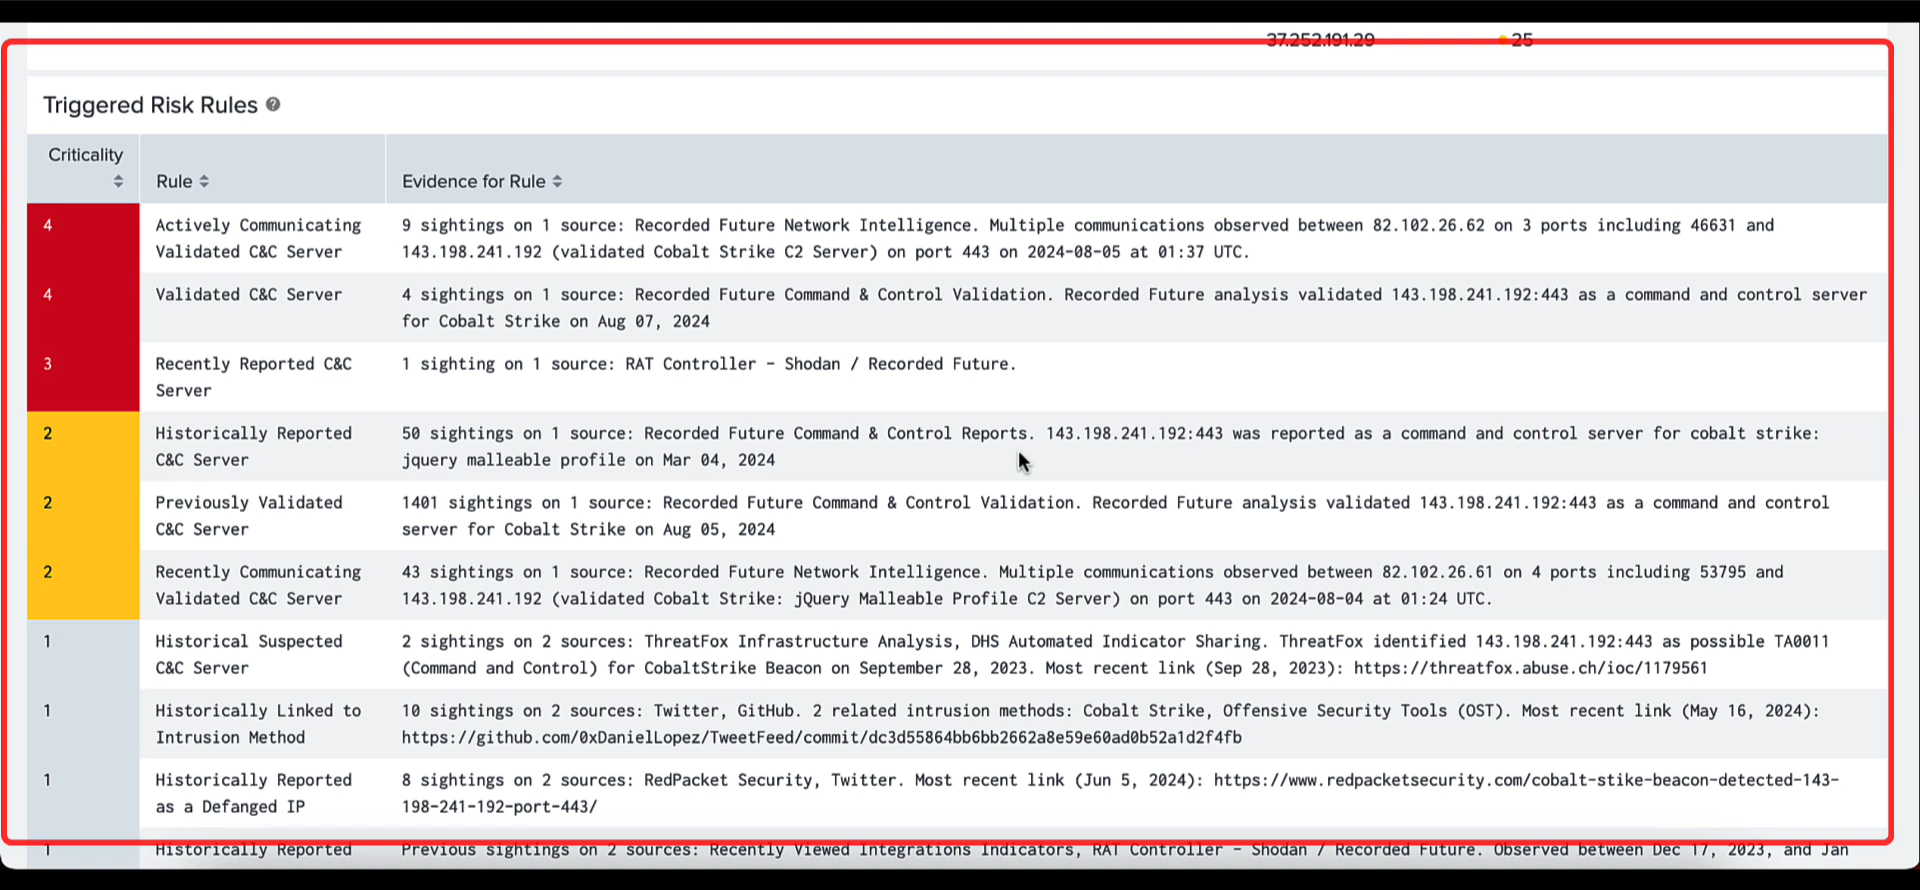 37.252.191.29 25
Triggered Risk Rules ?
Criticality
Rule Evidence for Rule
4 Actively Communicating Validated C&C Server
9 sightings on 1 source: Recorded Future Network Intelligence. Multiple communications observed between 82.102.26.62 on 3 ports including 46631 and
143.198.241.192 (validated Cobalt Strike C2 Server) on port 443 on 2024-08-05 at 01:37 UTC.
4 Validated C&C Server
4 sightings on 1 source: Recorded Future Command & Control Validation. Recorded Future analysis validated 143.198.241.192:443 as a command and control server
for Cobalt Strike on Aug 07, 2024
3 Recently Reported C&C
Server
1 sighting on 1 source: RAT Controller - Shodan / Recorded Future.
2 Historically Reported
C&C Server
50 sightings on 1 source: Recorded Future Command & Control Reports. 143.198.241.192:443 was reported as a command and control server for cobalt strike:
jquery malleable profile on Mar 04, 2024
2 Previously Validated
C&C Server
1401 sightings on 1 source: Recorded Future Command & Control Validation. Recorded Future analysis validated 143.198.241.192:443 as a command and control
server for Cobalt Strike on Aug 05, 2024
2 Recently Communicating
Validated C&C Server
43 sightings on 1 source: Recorded Future Network Intelligence. Multiple communications observed between 82.102.26.61 on 4 ports including 53795 and
143.198.241.192 (validated Cobalt Strike: jQuery Malleable Profile C2 Server) on port 443 on 2024-08-04 at 01:24 UTC.
1 Historical Suspected
C&C Server
2 sightings on 2 sources: ThreatFox Infrastructure Analysis, DHS Automated Indicator Sharing. ThreatFox identified 143.198.241.192:443 as possible TA0011
(Command and Control) for CobaltStrike Beacon on September 28, 2023. Most recent link (Sep 28, 2023): https://threatfox.abuse.ch/ioc/1179561
1 Historically Linked to
Intrusion Method
10 sightings on 2 sources: Twitter, GitHub. 2 related intrusion methods: Cobalt Strike, Offensive Security Tools (OST). Most recent link (May 16, 2024):
https://github.com/0xDanielLopez/TweetFeed/commit/dc3d55864bb6bb2662a8e59e60ad0b52a1d2f4fb
1 Historically Reported
as a Defanged IP
8 sightings on 2 sources: RedPacket Security, Twitter. Most recent link (Jun 5, 2024): https://www.redpacketsecurity.com/cobalt-stike-beacon-detected-143-
198-241-192-port-443/
1 Historically Reported
Previous sightings on 2 sources: Recently Viewed Integrations Indicators, RAT Controller - Shodan / Recorded Future. Observed between Dec 17, 2023, and Jan